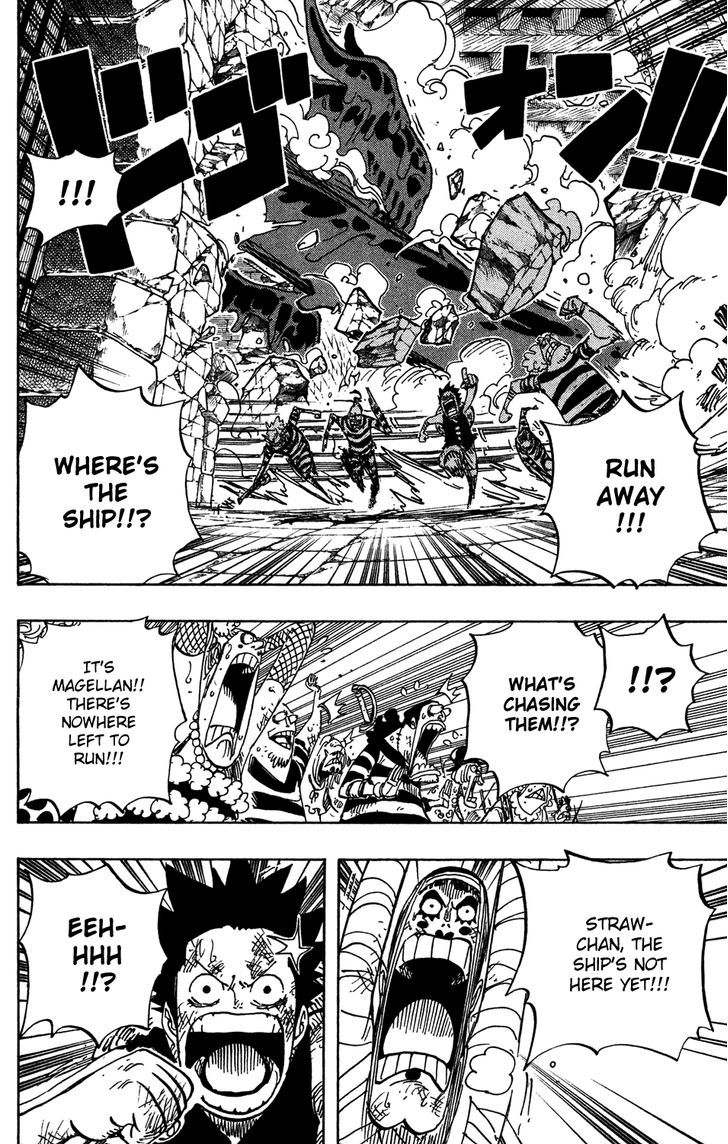 ドゴオン!!!
!!!
RUN
AWAY
!!!
WHERE'S
THE
SHIP!!?
!!?
WHAT'S
CHASING
THEM!!?
IT'S
MAGELLAN!!
THERE'S
NOWHERE
LEFT TO
RUN!!!
STRAW-
CHAN, THE
SHIP'S NOT
HERE YET!!!
EEH-
HHH
!!?